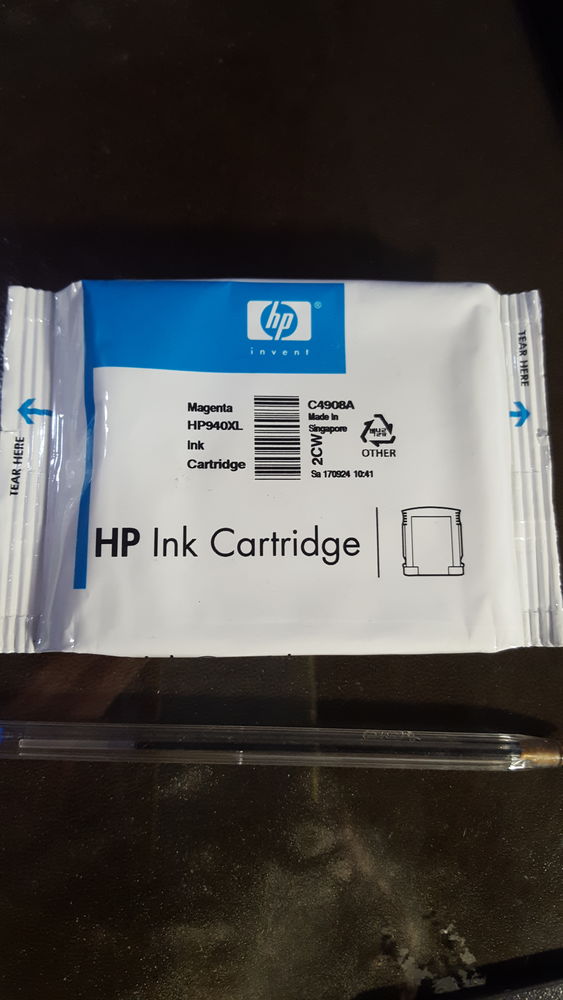 hp®
invent
Magenta
HP940XL
Ink
Cartridge
C4908A
Made In
Singapore
2CW
Sa 170924 10:41
OTHER
TEAR HERE
TEAR HERE
HP Ink Cartridge